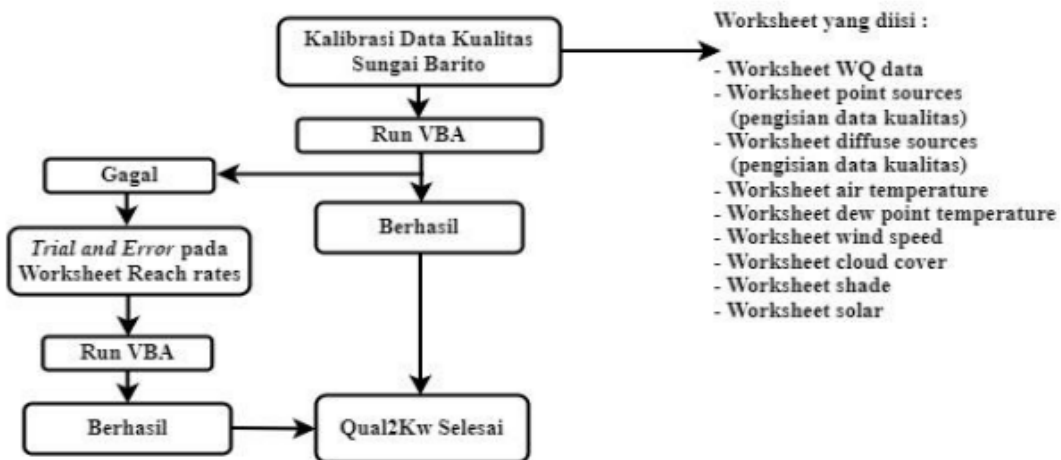 Kalibrasi Data Kualitas
Sungai Barito
Run VBA
Gagal
Berhasil
Trial and Error pada
Worksheet Reach rates
Run VBA
Berhasil
Qual2Kw Selesai
Worksheet yang diisi :
- Worksheet WQ data
- Worksheet point sources
(pengisian data kualitas)
- Worksheet diffuse sources
(pengisian data kualitas)
- Worksheet air temperature
- Worksheet dew point temperature
- Worksheet wind speed
- Worksheet cloud cover
- Worksheet shade
- Worksheet solar